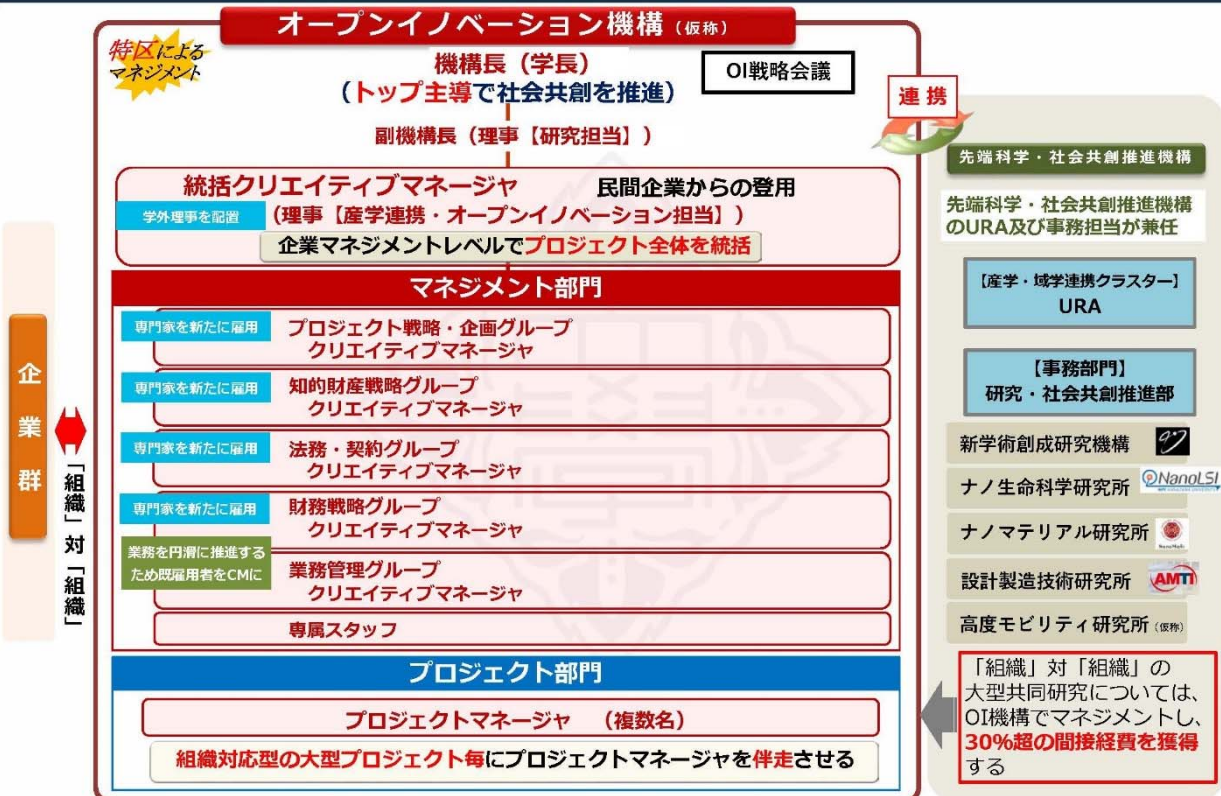 オープンイノベーション機構（仮称）
特区による
マネジメント
機構長（学長）
（トップ主導で社会共創を推進）
OI戦略会議
副機構長（理事【研究担当】）
統括クリエイティブマネージャ　民間企業からの登用
学外理事を配置
（理事【産学連携・オープンイノベーション担当】）
企業マネジメントレベルでプロジェクト全体を統括
マネジメント部門
専門家を新たに雇用
プロジェクト戦略・企画グループ
クリエイティブマネージャ
専門家を新たに雇用
知的財産戦略グループ
クリエイティブマネージャ
専門家を新たに雇用
法務・契約グループ
クリエイティブマネージャ
専門家を新たに雇用
財務戦略グループ
クリエイティブマネージャ
業務を円滑に推進する
ため既雇用者をCMに
業務管理グループ
クリエイティブマネージャ
専属スタッフ
プロジェクト部門
プロジェクトマネージャ　（複数名）
組織対応型の大型プロジェクト毎にプロジェクトマネージャを伴走させる
企業群
「組織」対「組織」
連携
先端科学・社会共創推進機構
先端科学・社会共創推進機構
のURA及び事務担当が兼任
【産学・域学連携クラスター】
URA
【事務部門】
研究・社会共創推進部
新学術創成研究機構
ナノ生命科学研究所
NanoLSI
ナノマテリアル研究所
設計製造技術研究所
AMTI
高度モビリティ研究所（仮称）
「組織」対「組織」の
大型共同研究については、
OI機構でマネジメントし、
30%超の間接経費を獲得
する